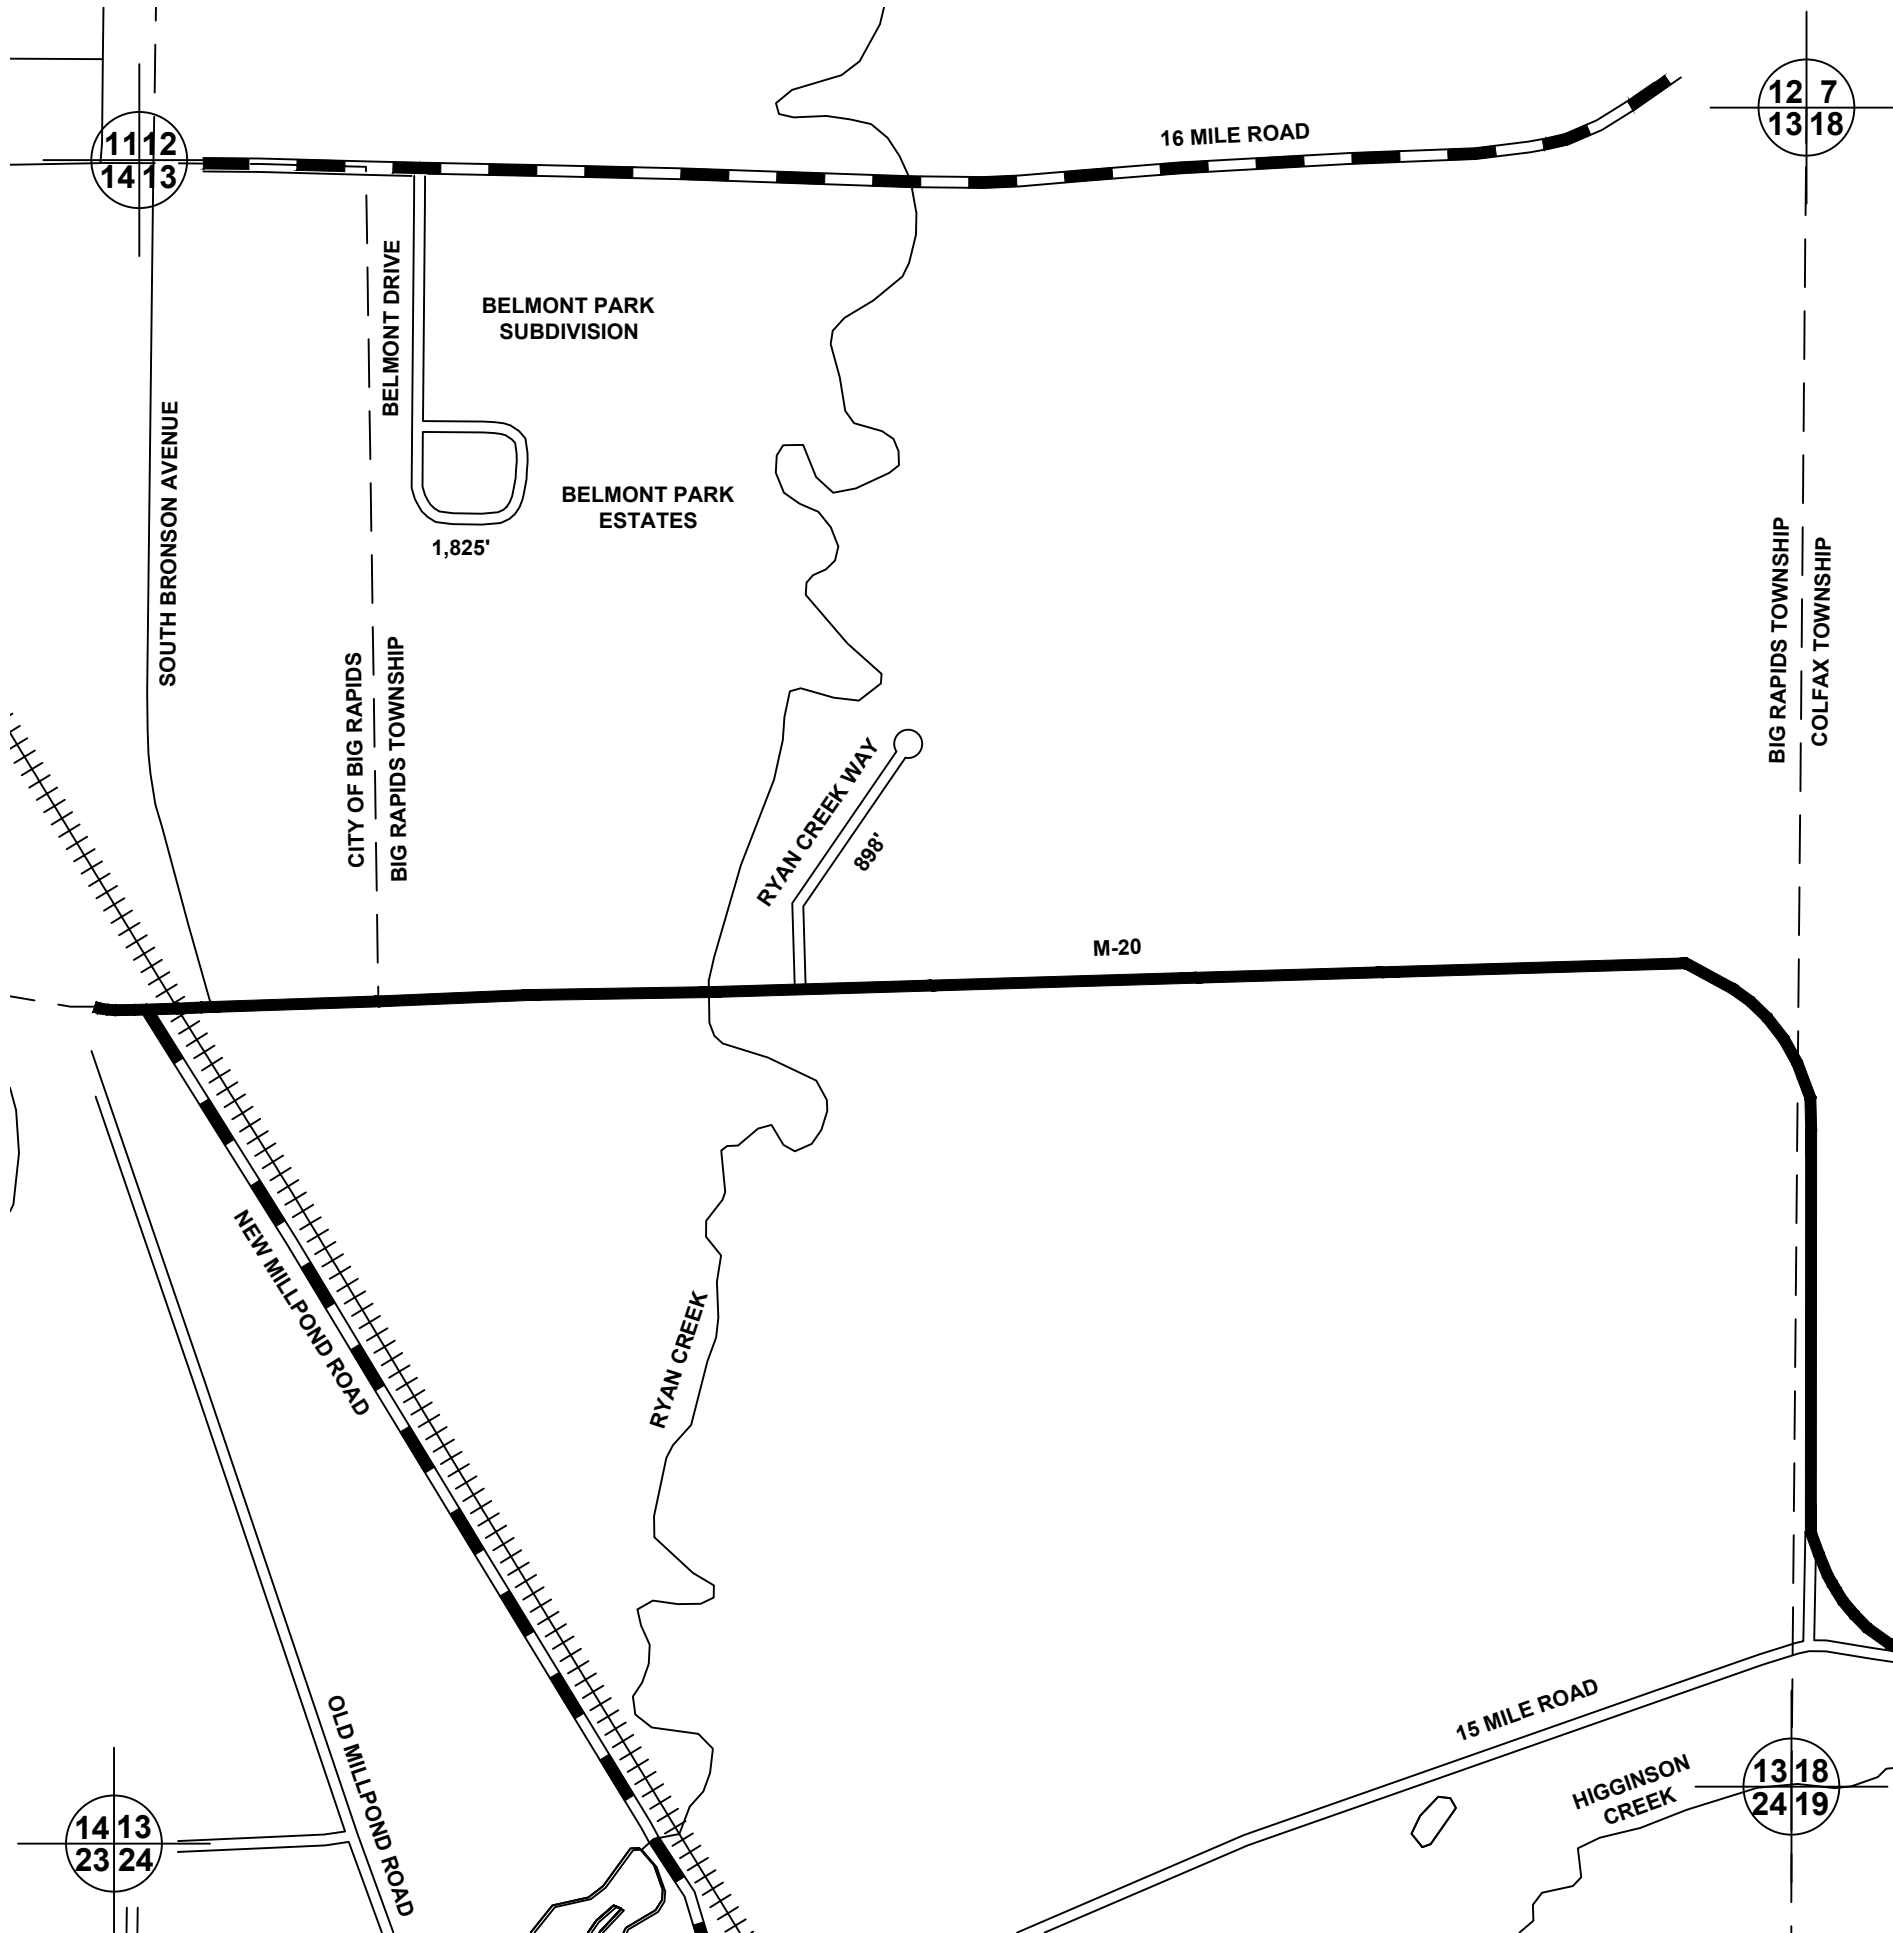 12 7
13 18
16 MILE ROAD
11 12
14 13
BELMONT DRIVE
BELMONT PARK
SUBDIVISION
SOUTH BRONSON AVENUE
BELMONT PARK
ESTATES
1,825'
BIG RAPIDS TOWNSHIP
COLFAX TOWNSHIP
CITY OF BIG RAPIDS
BIG RAPIDS TOWNSHIP
RYAN CREEK WAY
898'
M-20
NEW MILLPOND ROAD
RYAN CREEK
15 MILE ROAD
OLD MILLPOND ROAD
HIGGINSON
CREEK
13 18
24 19
14 13
23 24